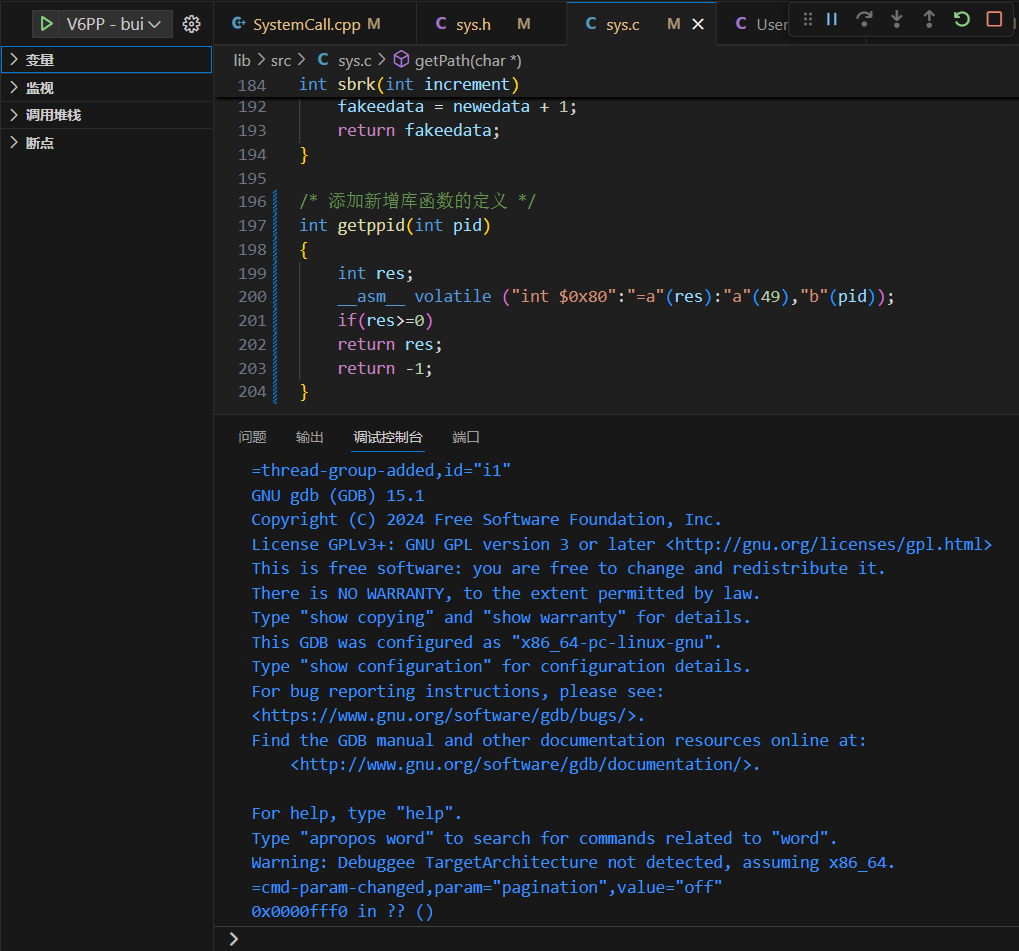 V6PP - bui
SystemCall.cpp M
C sys.h M
C sys.c M
C User
变量
监视
调用堆栈
断点
lib > src > C sys.c > getPath(char *)
184 int sbrk(int increment)
192 fakeedata = newedata + 1;
193 return fakeedata;
194 }
195
196 /* 添加新增库函数的定义 */
197 int getppid(int pid)
198 {
199 int res;
200 __asm__ volatile ("int $0x80":"=a"(res):"a"(49),"b"(pid));
201 if(res>=0)
202 return res;
203 return -1;
204 }
问题 输出 调试控制台 端口
=thread-group-added,id="i1"
GNU gdb (GDB) 15.1
Copyright (C) 2024 Free Software Foundation, Inc.
License GPLv3+: GNU GPL version 3 or later <http://gnu.org/licenses/gpl.html>
This is free software: you are free to change and redistribute it.
There is NO WARRANTY, to the extent permitted by law.
Type "show copying" and "show warranty" for details.
This GDB was configured as "x86_64-pc-linux-gnu".
Type "show configuration" for configuration details.
For bug reporting instructions, please see:
<https://www.gnu.org/software/gdb/bugs/>.
Find the GDB manual and other documentation resources online at:
<http://www.gnu.org/software/gdb/documentation/>.
For help, type "help".
Type "apropos word" to search for commands related to "word".
Warning: Debuggee TargetArchitecture not detected, assuming x86_64.
=cmd-param-changed,param="pagination",value="off"
0x0000fff0 in ?? ()